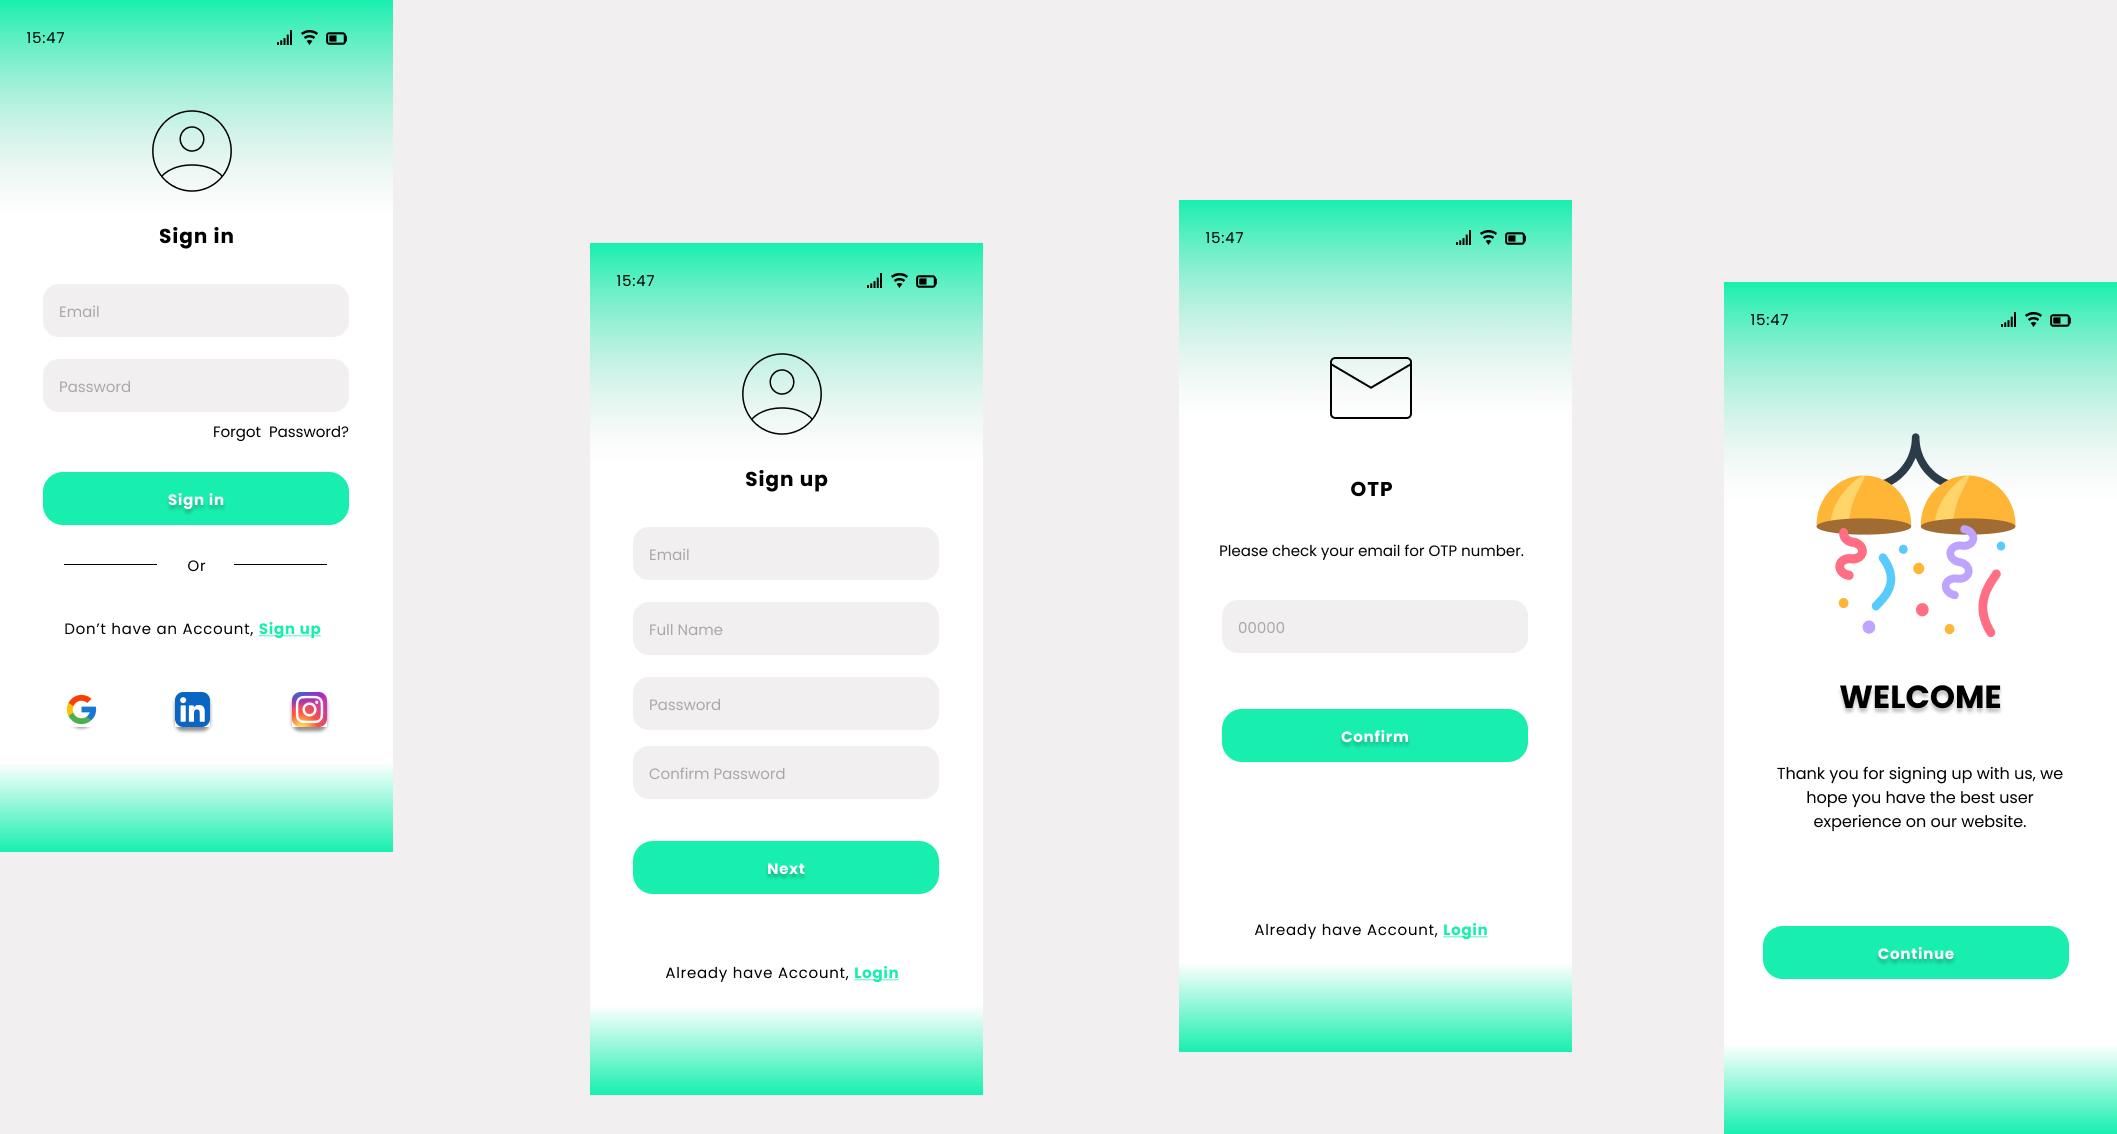 15:47
Sign in
Email
Password
Forgot Password?
Sign in
Or
Don’t have an Account, Sign up
in
15:47
Sign up
Email
Full Name
Password
Confirm Password
Next
Already have Account, Login
15:47
OTP
Please check your email for OTP number.
00000
Confirm
Already have Account, Login
15:47
WELCOME
Thank you for signing up with us, we
hope you have the best user
experience on our website.
Continue